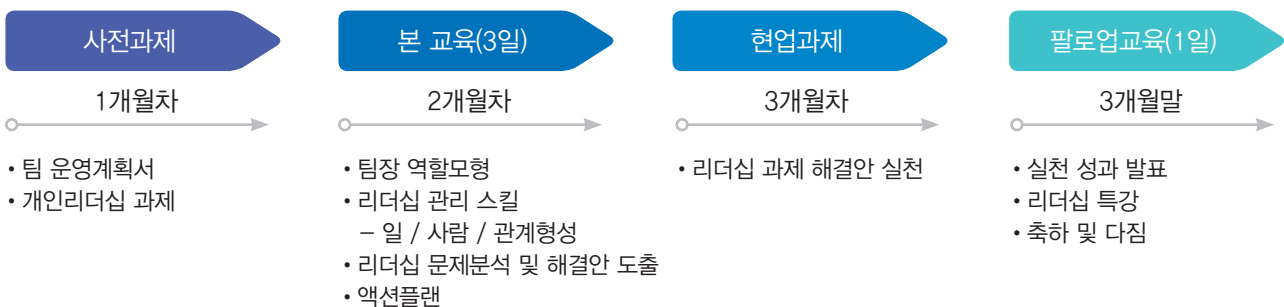 사전과제
1개월차
• 팀 운영계획서
• 개인리더십 과제
본 교육(3일)
2개월차
• 팀장 역할모형
• 리더십 관리 스킬
– 일 / 사람 / 관계형성
• 리더십 문제분석 및 해결안 도출
• 액션플랜
현업과제
3개월차
• 리더십 과제 해결안 실천
팔로업교육(1일)
3개월말
• 실천 성과 발표
• 리더십 특강
• 축하 및 다짐